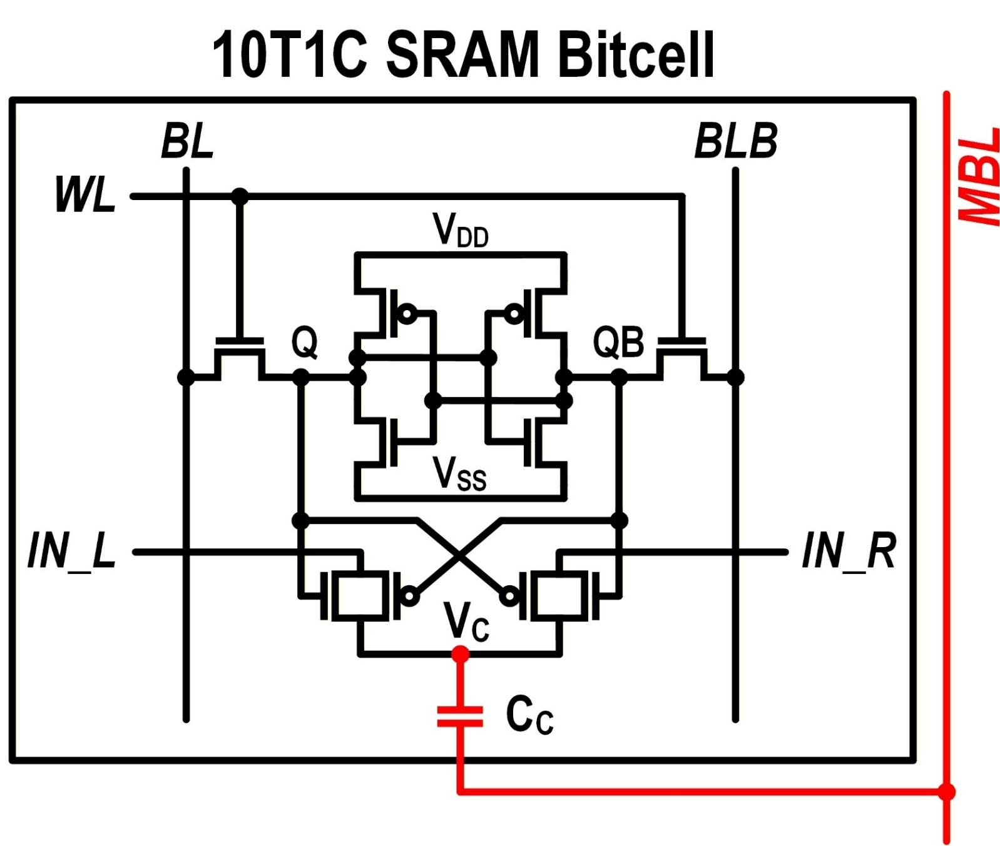 10T1C SRAM Bitcell
BL
BLB
MBL
WL
VDD
Q
QB
VSS
IN_L
IN_R
VC
CC